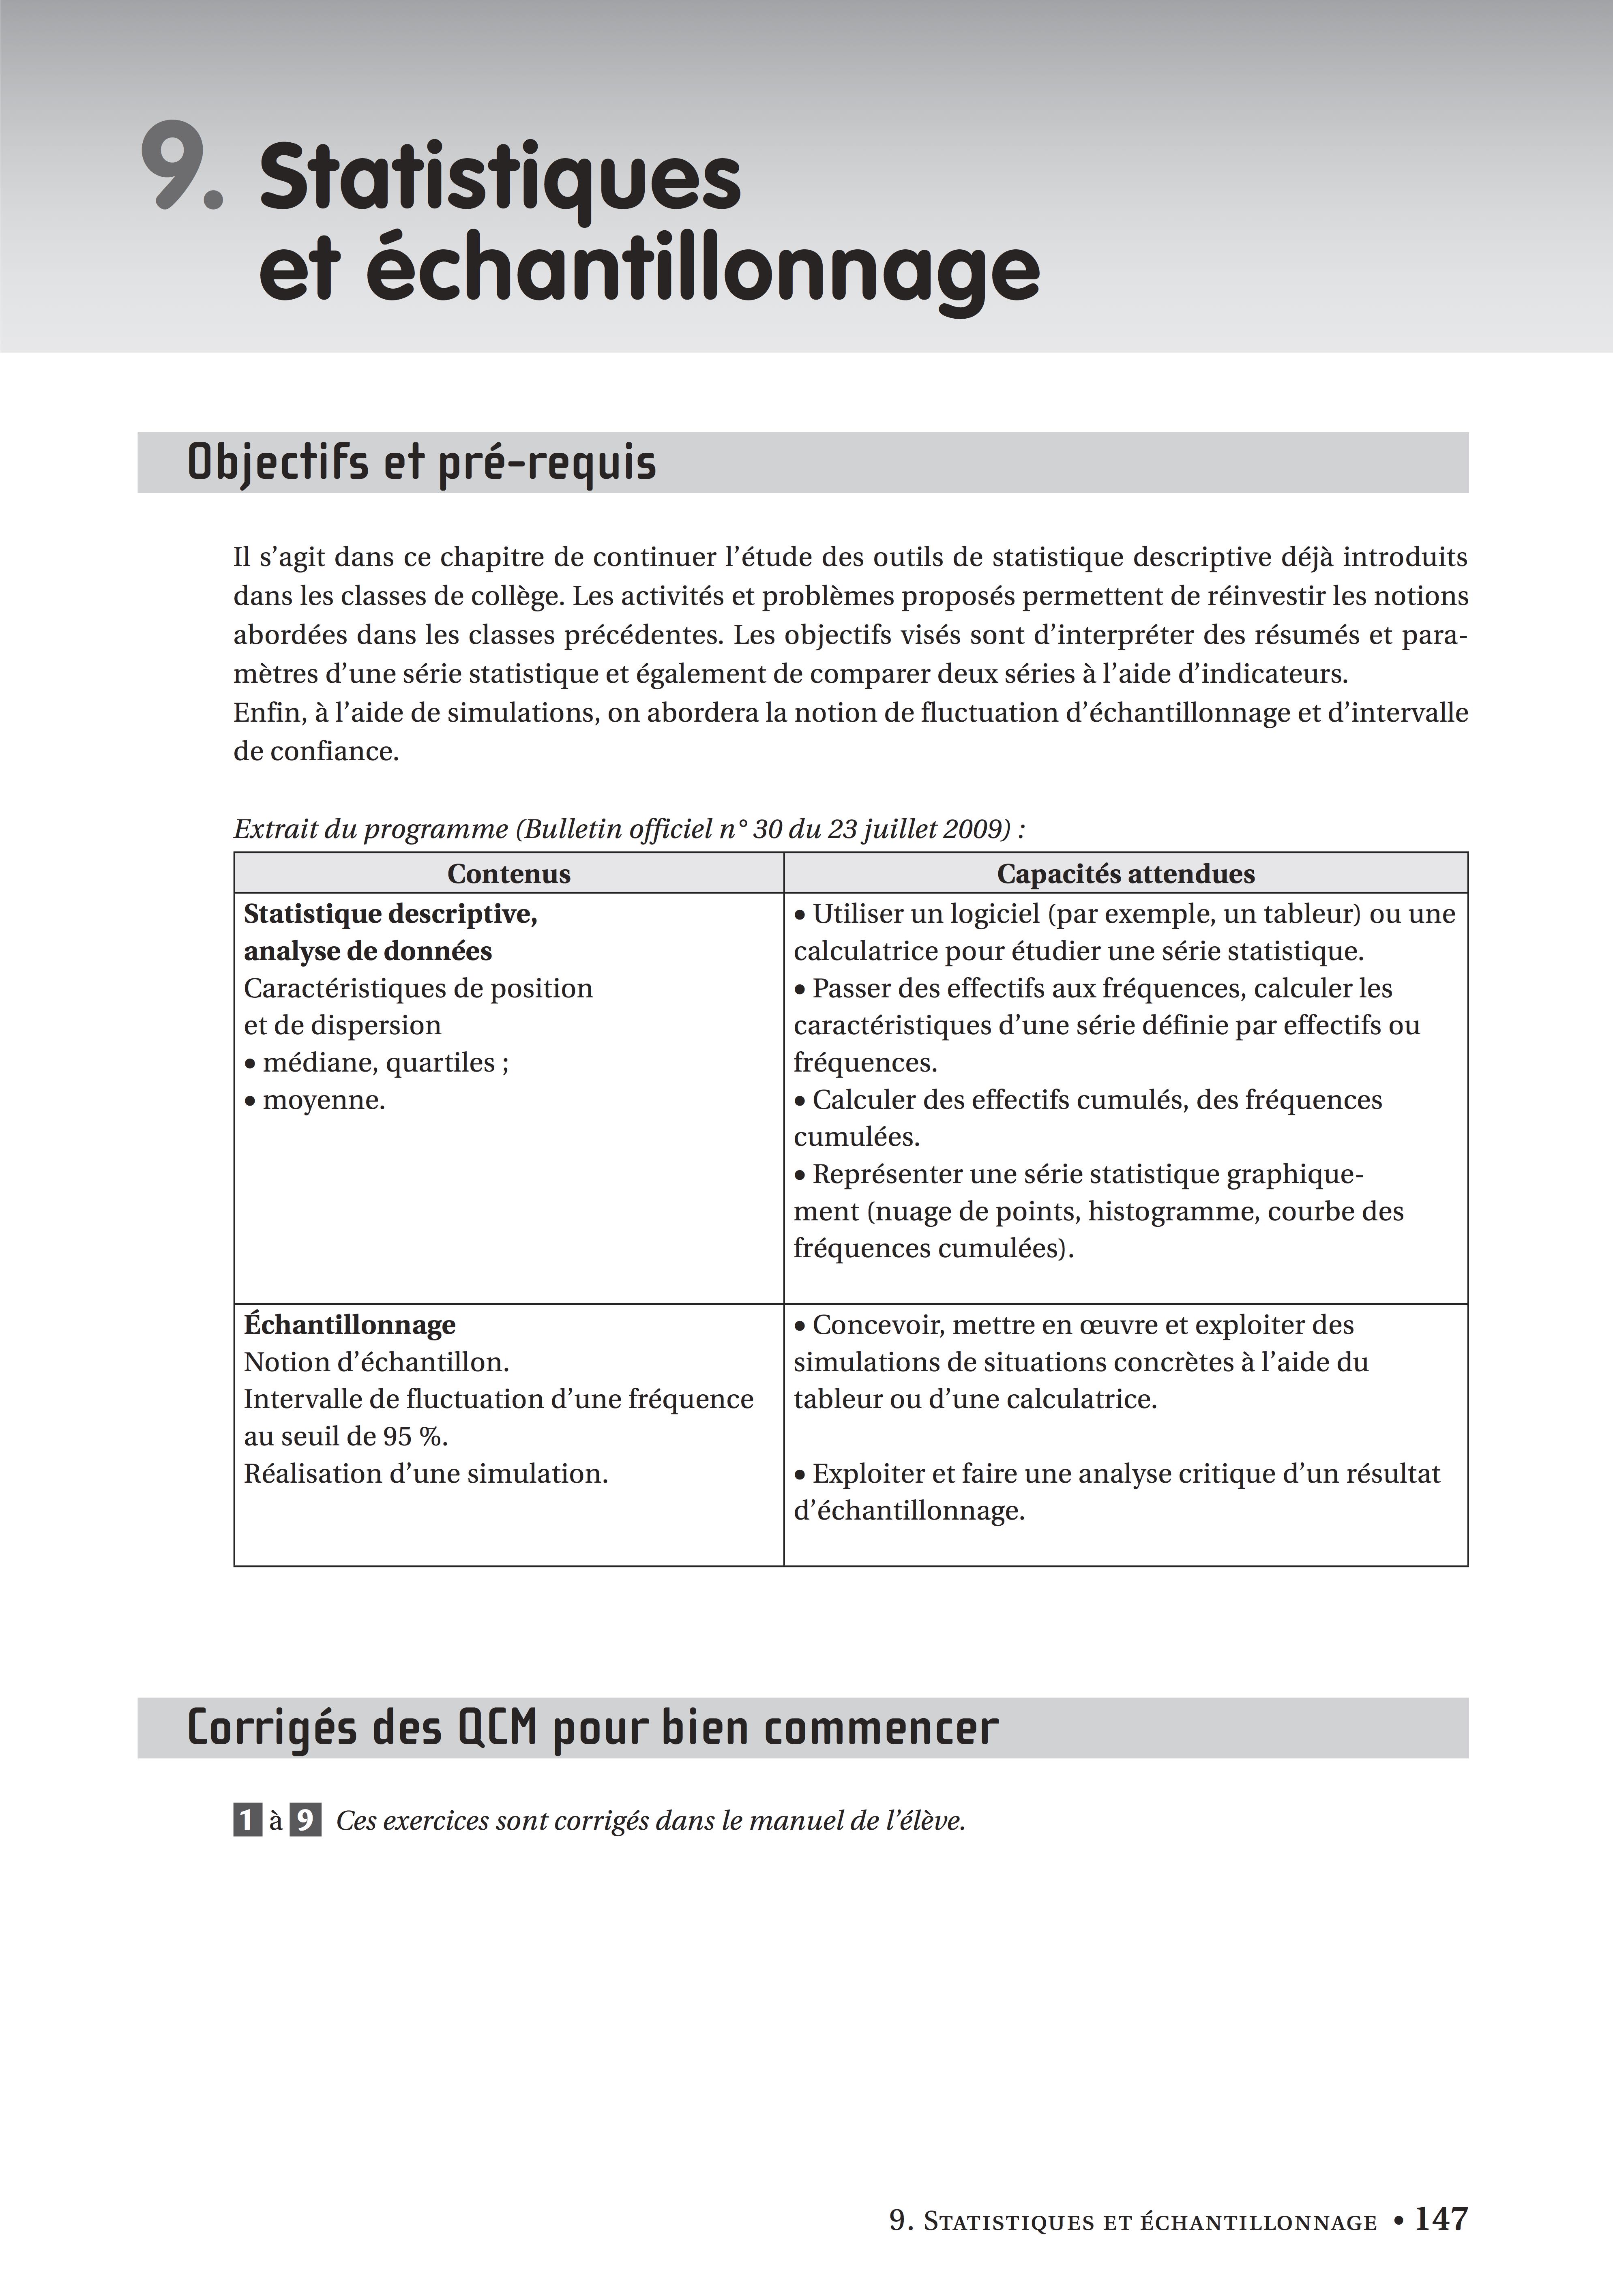 9. Statistiques
et échantillonnage
Objectifs et pré-requis
Il s’agit dans ce chapitre de continuer l’étude des outils de statistique descriptive déjà introduits
dans les classes de collège. Les activités et problèmes proposés permettent de réinvestir les notions
abordées dans les classes précédentes. Les objectifs visés sont d’interpréter des résumés et para-
mètres d’une série statistique et également de comparer deux séries à l’aide d’indicateurs.
Enfin, à l’aide de simulations, on abordera la notion de fluctuation d’échantillonnage et d’intervalle
de confiance.
Extrait du programme (Bulletin officiel n° 30 du 23 juillet 2009) :
Contenus
Capacités attendues
Statistique descriptive,
analyse de données
Caractéristiques de position
et de dispersion
• médiane, quartiles ;
• moyenne.
• Utiliser un logiciel (par exemple, un tableur) ou une
calculatrice pour étudier une série statistique.
• Passer des effectifs aux fréquences, calculer les
caractéristiques d’une série définie par effectifs ou
fréquences.
• Calculer des effectifs cumulés, des fréquences
cumulées.
• Représenter une série statistique graphique-
ment (nuage de points, histogramme, courbe des
fréquences cumulées).
Échantillonnage
Notion d’échantillon.
Intervalle de fluctuation d’une fréquence
au seuil de 95 %.
Réalisation d’une simulation.
• Concevoir, mettre en œuvre et exploiter des
simulations de situations concrètes à l’aide du
tableur ou d’une calculatrice.
• Exploiter et faire une analyse critique d’un résultat
d’échantillonnage.
Corrigés des QCM pour bien commencer
1 à 9 Ces exercices sont corrigés dans le manuel de l’élève.
9. Statistiques et échantillonnage • 147